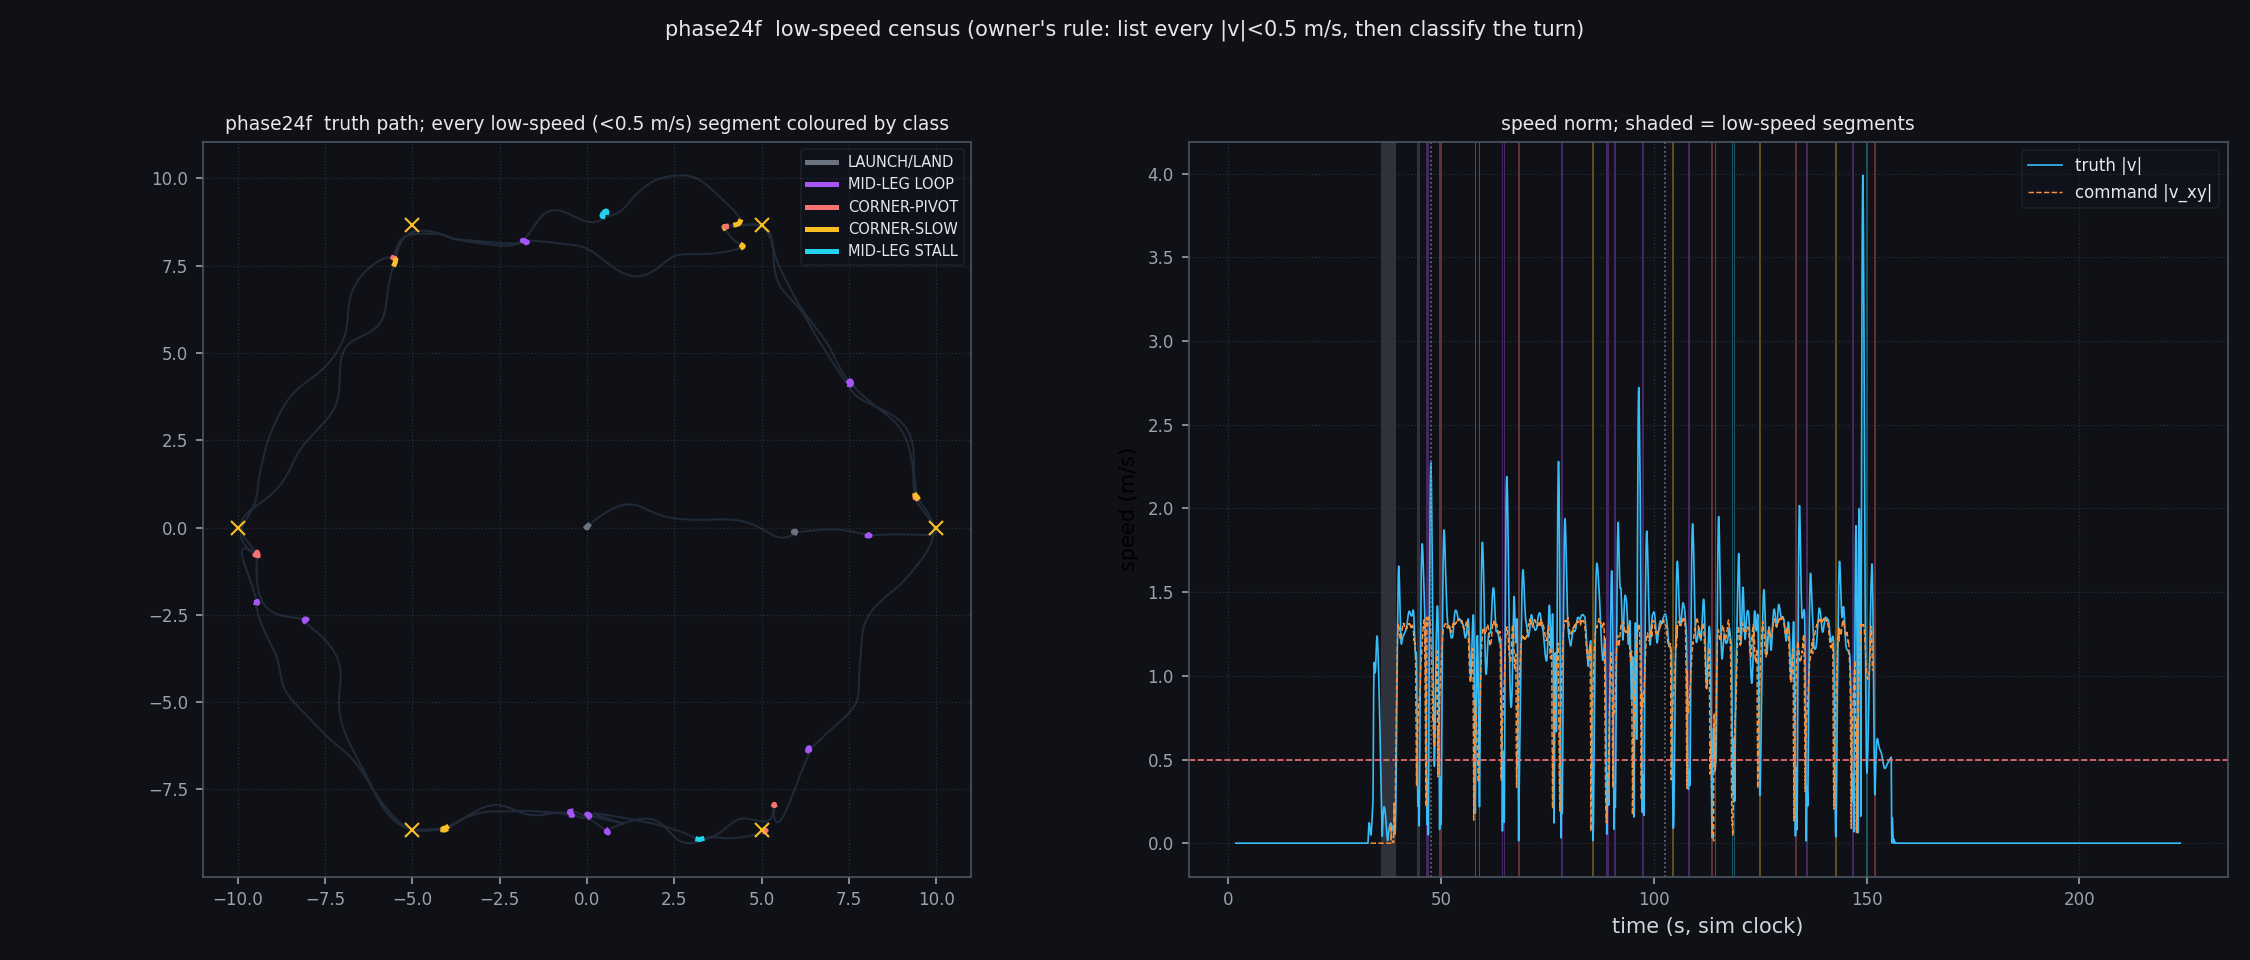 phase24f  low-speed census (owner's rule: list every |v|<0.5 m/s, then classify the turn)
phase24f  truth path; every low-speed (<0.5 m/s) segment coloured by class
LAUNCH/LAND
MID-LEG LOOP
CORNER-PIVOT
CORNER-SLOW
MID-LEG STALL
10.0
7.5
5.0
2.5
0.0
−2.5
−5.0
−7.5
−10.0
−7.5
−5.0
−2.5
0.0
2.5
5.0
7.5
10.0
speed norm; shaded = low-speed segments
truth |v|
command |v_xy|
speed (m/s)
4.0
3.5
3.0
2.5
2.0
1.5
1.0
0.5
0.0
0
50
100
150
200
time (s, sim clock)